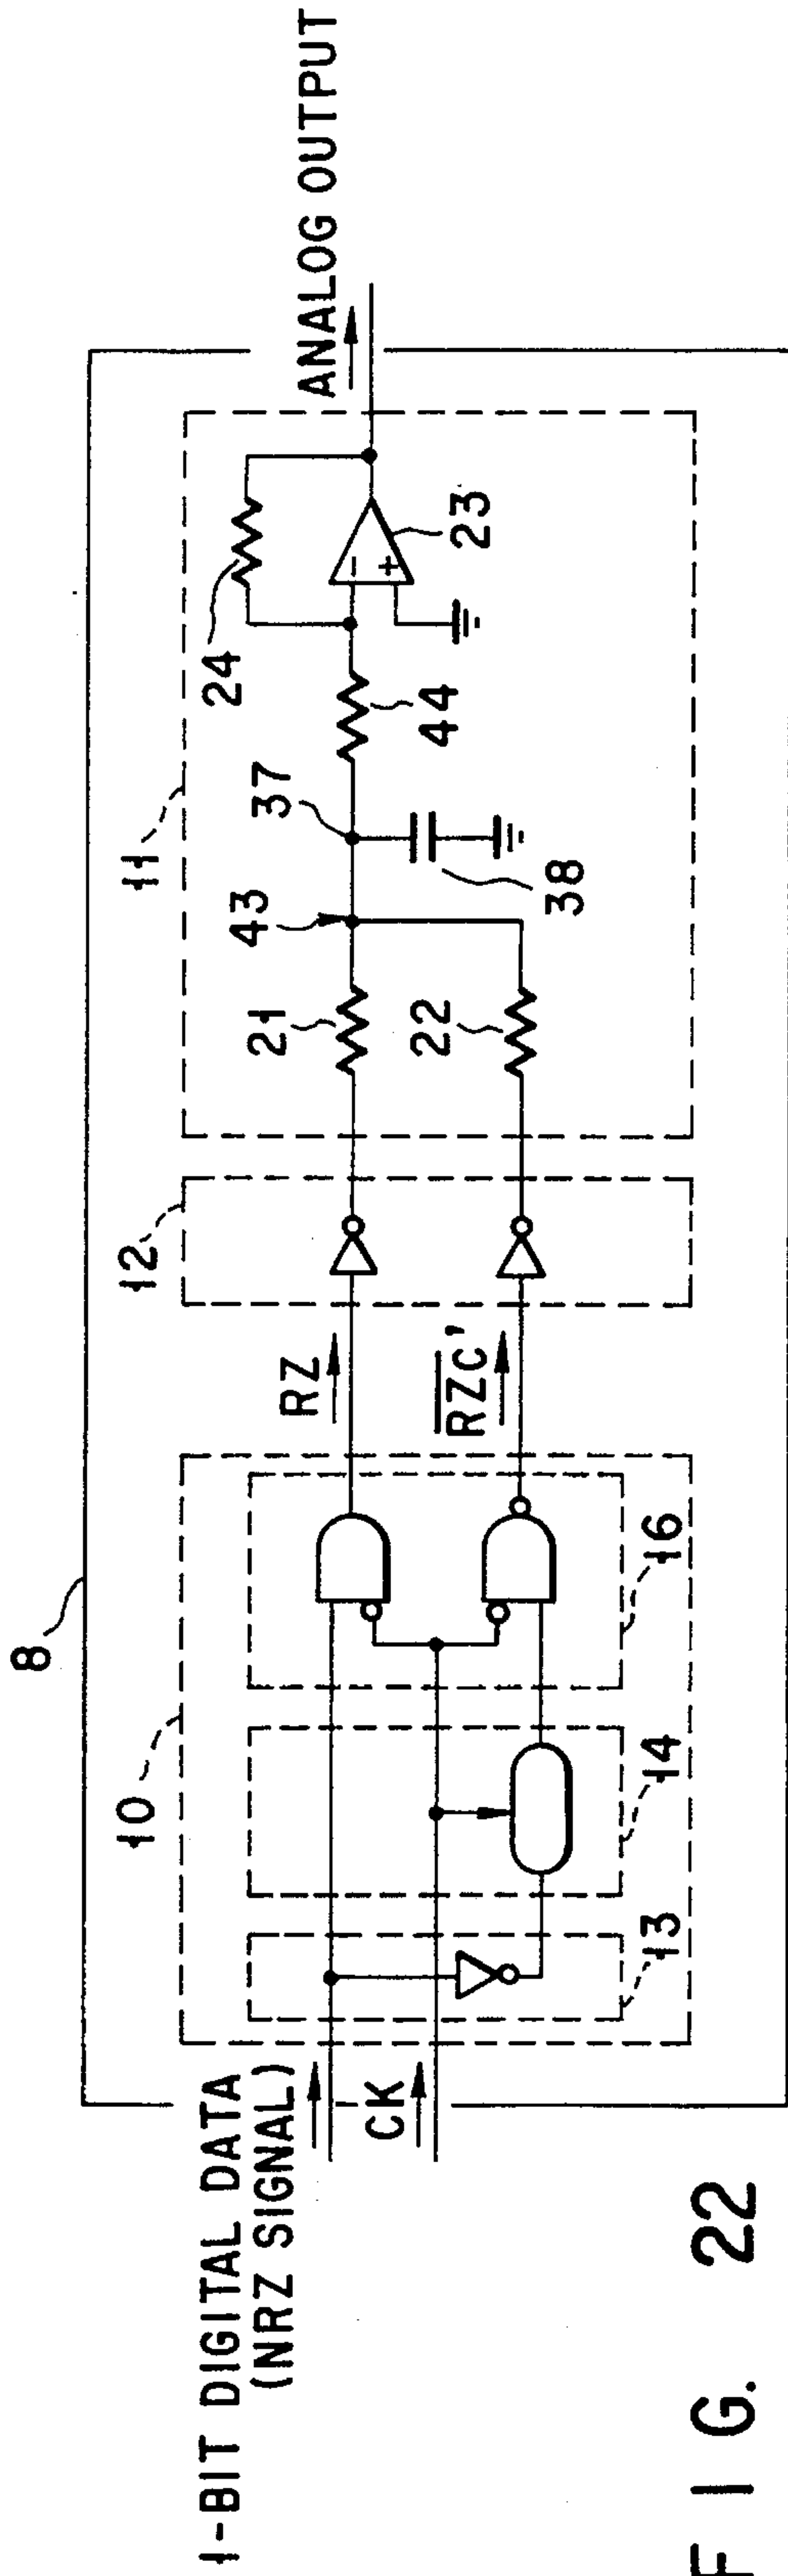 8
10
12
11
1-BIT DIGITAL DATA
(NRZ SIGNAL)
CK
13
14
16
RZ
RZC'
21
22
43
37
38
44
24
-
+
23
ANALOG OUTPUT
FIG. 22